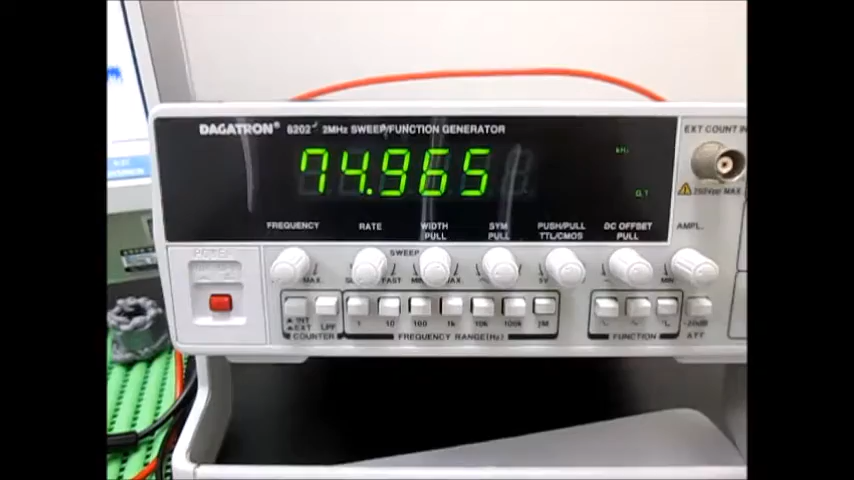 DAGATRON® 8202 2MHz SWEEP/FUNCTION GENERATOR
EXT COUNT IN
74.965
kHz
G.T
FREQUENCY RATE WIDTH PULL SYM PULL PUSH/PULL TTL/CMOS DC OFFSET PULL AMPL.
POWER
SWEEP
MAX. FAST MIN MAX MIN
INT EXT LPF 1 10 100 1k 10k 100k 2M -20dB
COUNTER FREQUENCY RANGE(Hz) FUNCTION ATT